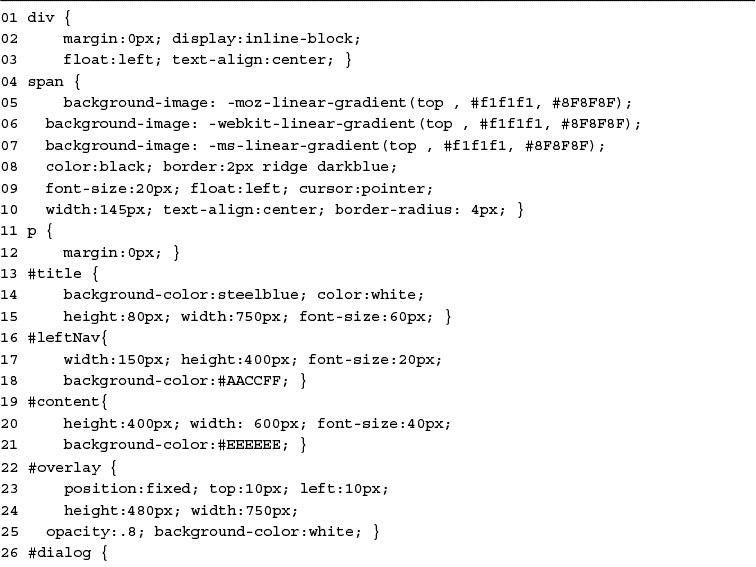 01 div {
02     margin:0px; display:inline-block;
03     float:left; text-align:center; }
04 span {
05     background-image: -moz-linear-gradient(top , #f1f1f1, #8F8F8F);
06   background-image: -webkit-linear-gradient(top , #f1f1f1, #8F8F8F);
07   background-image: -ms-linear-gradient(top , #f1f1f1, #8F8F8F);
08   color:black; border:2px ridge darkblue;
09   font-size:20px; float:left; cursor:pointer;
10   width:145px; text-align:center; border-radius: 4px; }
11 p {
12     margin:0px; }
13 #title {
14     background-color:steelblue; color:white;
15     height:80px; width:750px; font-size:60px; }
16 #leftNav{
17     width:150px; height:400px; font-size:20px;
18     background-color:#AACCFF; }
19 #content{
20     height:400px; width: 600px; font-size:40px;
21     background-color:#EEEEEE; }
22 #overlay {
23     position:fixed; top:10px; left:10px;
24     height:480px; width:750px;
25   opacity:.8; background-color:white; }
26 #dialog {